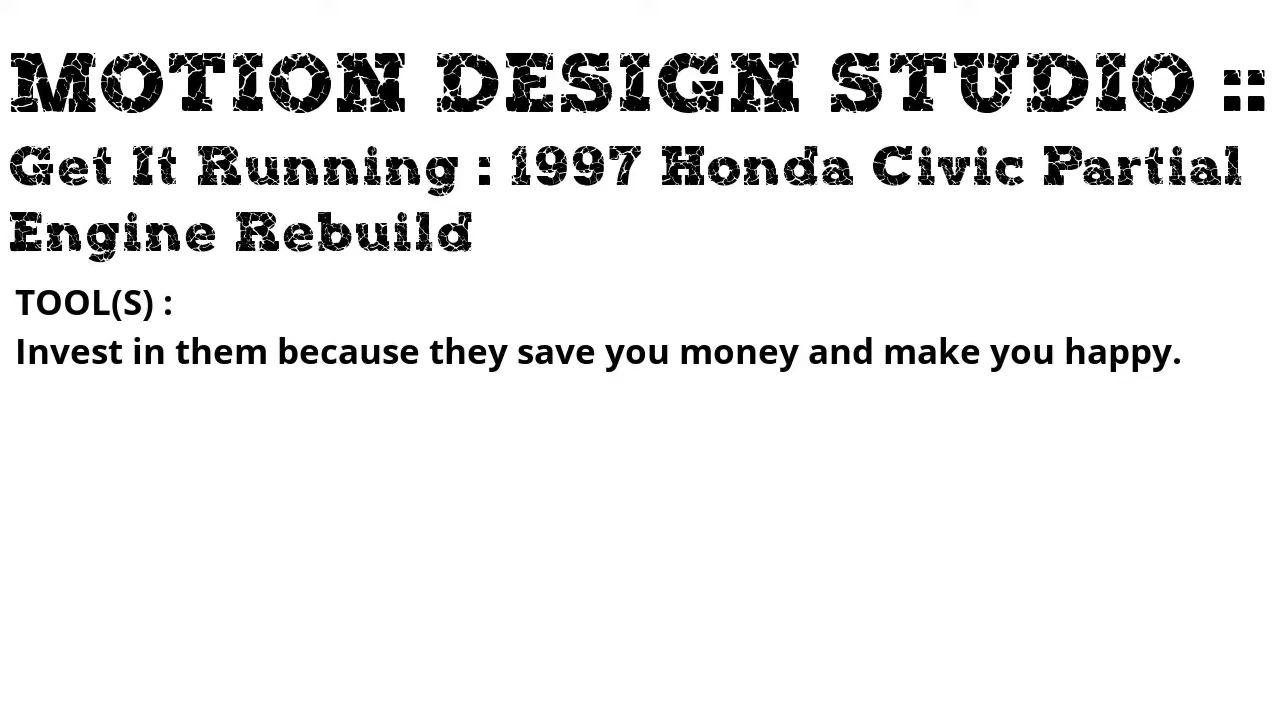 MOTION DESIGN STUDIO ::
Get It Running : 1997 Honda Civic Partial
Engine Rebuild
TOOL(S) :
Invest in them because they save you money and make you happy.